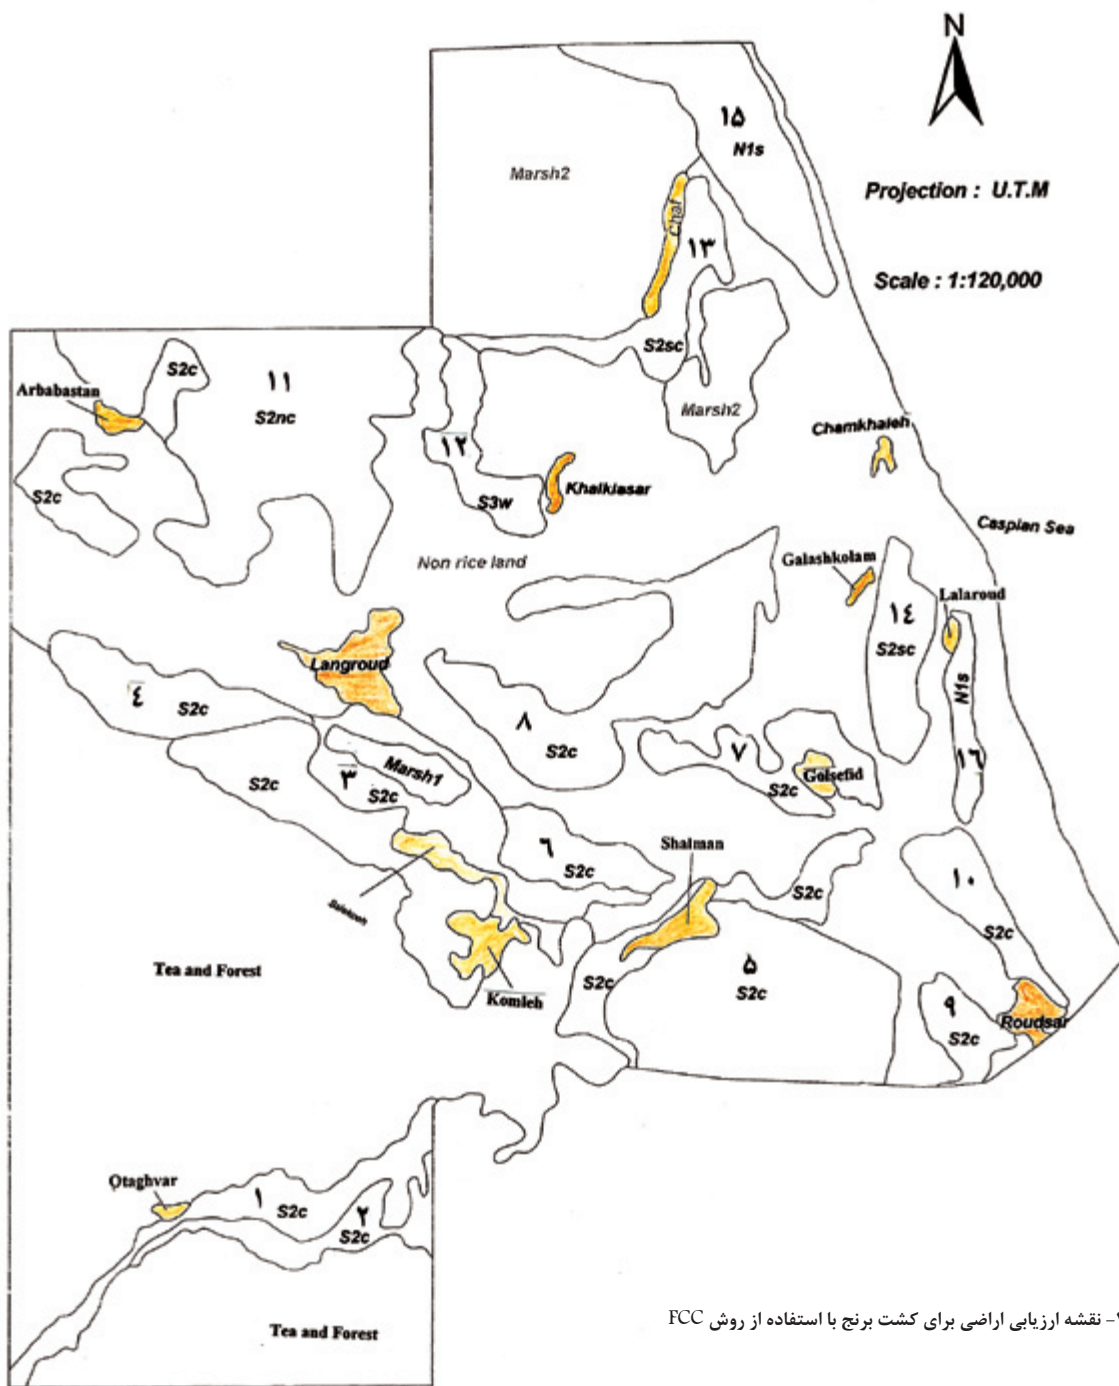 N
۱۵
N1s
Marsh2
Projection : U.T.M
Chaf
۱۳
Scale : 1:120,000
S2sc
S2c
۱۱
Arbabastan
S2nc
Marsh2
Chamkhaleh
۱۲
S2c
S3w
Khalkiasar
Caspian Sea
Non rice land
Galashkolam
Lalaroud
١٤
S2sc
Langroud
N1s
٤
S2c
۸
S2c
۷
١٦
Marsh1
Golsefid
S2c
۳
S2c
S2c
Shalman
٦
S2c
S2c
۱۰
S2c
Tea and Forest
۵
S2c
S2c
Komleh
۹
Roudsar
S2c
Otaghvar
۱
S2c
۲
S2c
Tea and Forest
- نقشه ارزیابی اراضی برای کشت برنج با استفاده از روش FCC